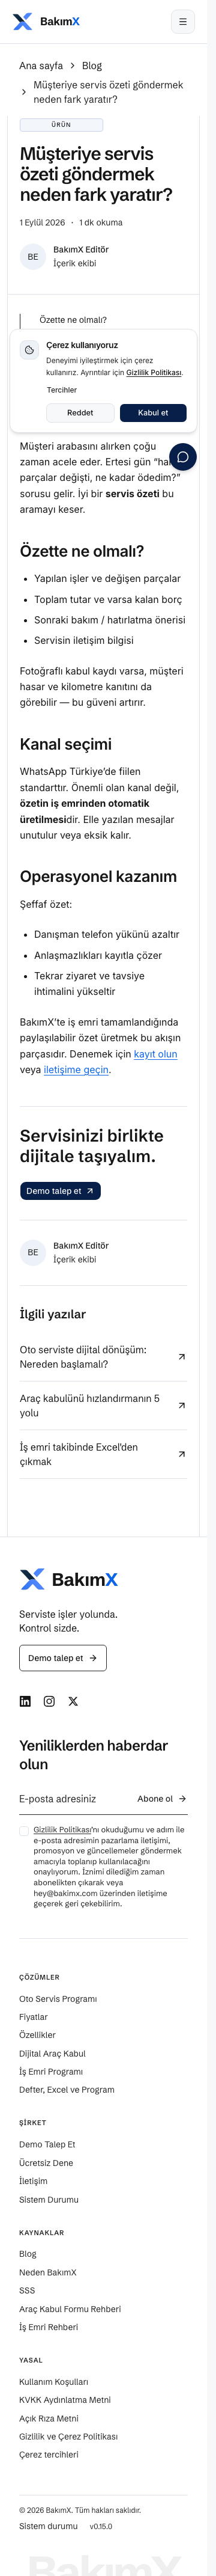 BakımX
Ana sayfa
Blog
Müşteriye servis özeti göndermek
neden fark yaratır?
ÜRÜN
Müşteriye servis
özeti göndermek
neden fark yaratır?
1 Eylül 2026 · 1 dk okuma
BE
BakımX Editör
İçerik ekibi
Özette ne olmalı?
Çerez kullanıyoruz
Deneyimi iyileştirmek için çerez
kullanırız. Ayrıntılar için Gizlilik Politikası.
Tercihler
Reddet
Kabul et
Müşteri arabasını alırken çoğu
zaman acele eder. Ertesi gün
parçalar değişti, ne kadar ödedim”
sorusu gelir. İyi bir servis özeti bu
aramayı keser.
Özette ne olmalı?
• Yapılan işler ve değişen parçalar
• Toplam tutar ve varsa kalan borç
• Sonraki bakım / hatırlatma önerisi
• Servisin iletişim bilgisi
Fotoğraflı kabul kaydı varsa, müşteri
hasar ve kilometre kanıtını da
görebilir — bu güveni artırır.
Kanal seçimi
WhatsApp Türkiye’de fiilen
standarttır. Önemli olan kanal değil,
özetin iş emrinden otomatik
üretilmesidir. Elle yazılan mesajlar
unutulur veya eksik kalır.
Operasyonel kazanım
Şeffaf özet:
• Danışman telefon yükünü azaltır
• Anlaşmazlıkları kayıtla çözer
• Tekrar ziyaret ve tavsiye
ihtimalini yükseltir
BakımX’te iş emri tamamlandığında
paylaşılabilir özet üretmek bu akışın
parçasıdır. Denemek için kayıt olun
veya iletişime geçin.
Servisinizi birlikte
dijitale taşıyalım.
Demo talep et
BE
BakımX Editör
İçerik ekibi
İlgili yazılar
Oto serviste dijital dönüşüm:
Nereden başlamalı?
Araç kabulünü hızlandırmanın 5
yolu
İş emri takibinde Excel’den
çıkmak
BakımX
Serviste işler yolunda.
Kontrol sizde.
Demo talep et
Yeniliklerden haberdar
olun
E-posta adresiniz
Abone ol
Gizlilik Politikası’nı okuduğumu ve adım ile
e-posta adresimin pazarlama iletişimi,
promosyon ve güncellemeler göndermek
amacıyla toplanıp kullanılacağını
onaylıyorum. İznimi dilediğim zaman
abonelikten çıkarak veya
hey@bakimx.com üzerinden iletişime
geçerek geri çekebilirim.
ÇÖZÜMLER
Oto Servis Programı
Fiyatlar
Özellikler
Dijital Araç Kabul
İş Emri Programı
Defter, Excel ve Program
ŞİRKET
Demo Talep Et
Ücretsiz Dene
İletişim
Sistem Durumu
KAYNAKLAR
Blog
Neden BakımX
SSS
Araç Kabul Formu Rehberi
İş Emri Rehberi
YASAL
Kullanım Koşulları
KVKK Aydınlatma Metni
Açık Rıza Metni
Gizlilik ve Çerez Politikası
Çerez tercihleri
© 2026 BakımX. Tüm hakları saklıdır.
Sistem durumu v0.15.0
BakımX